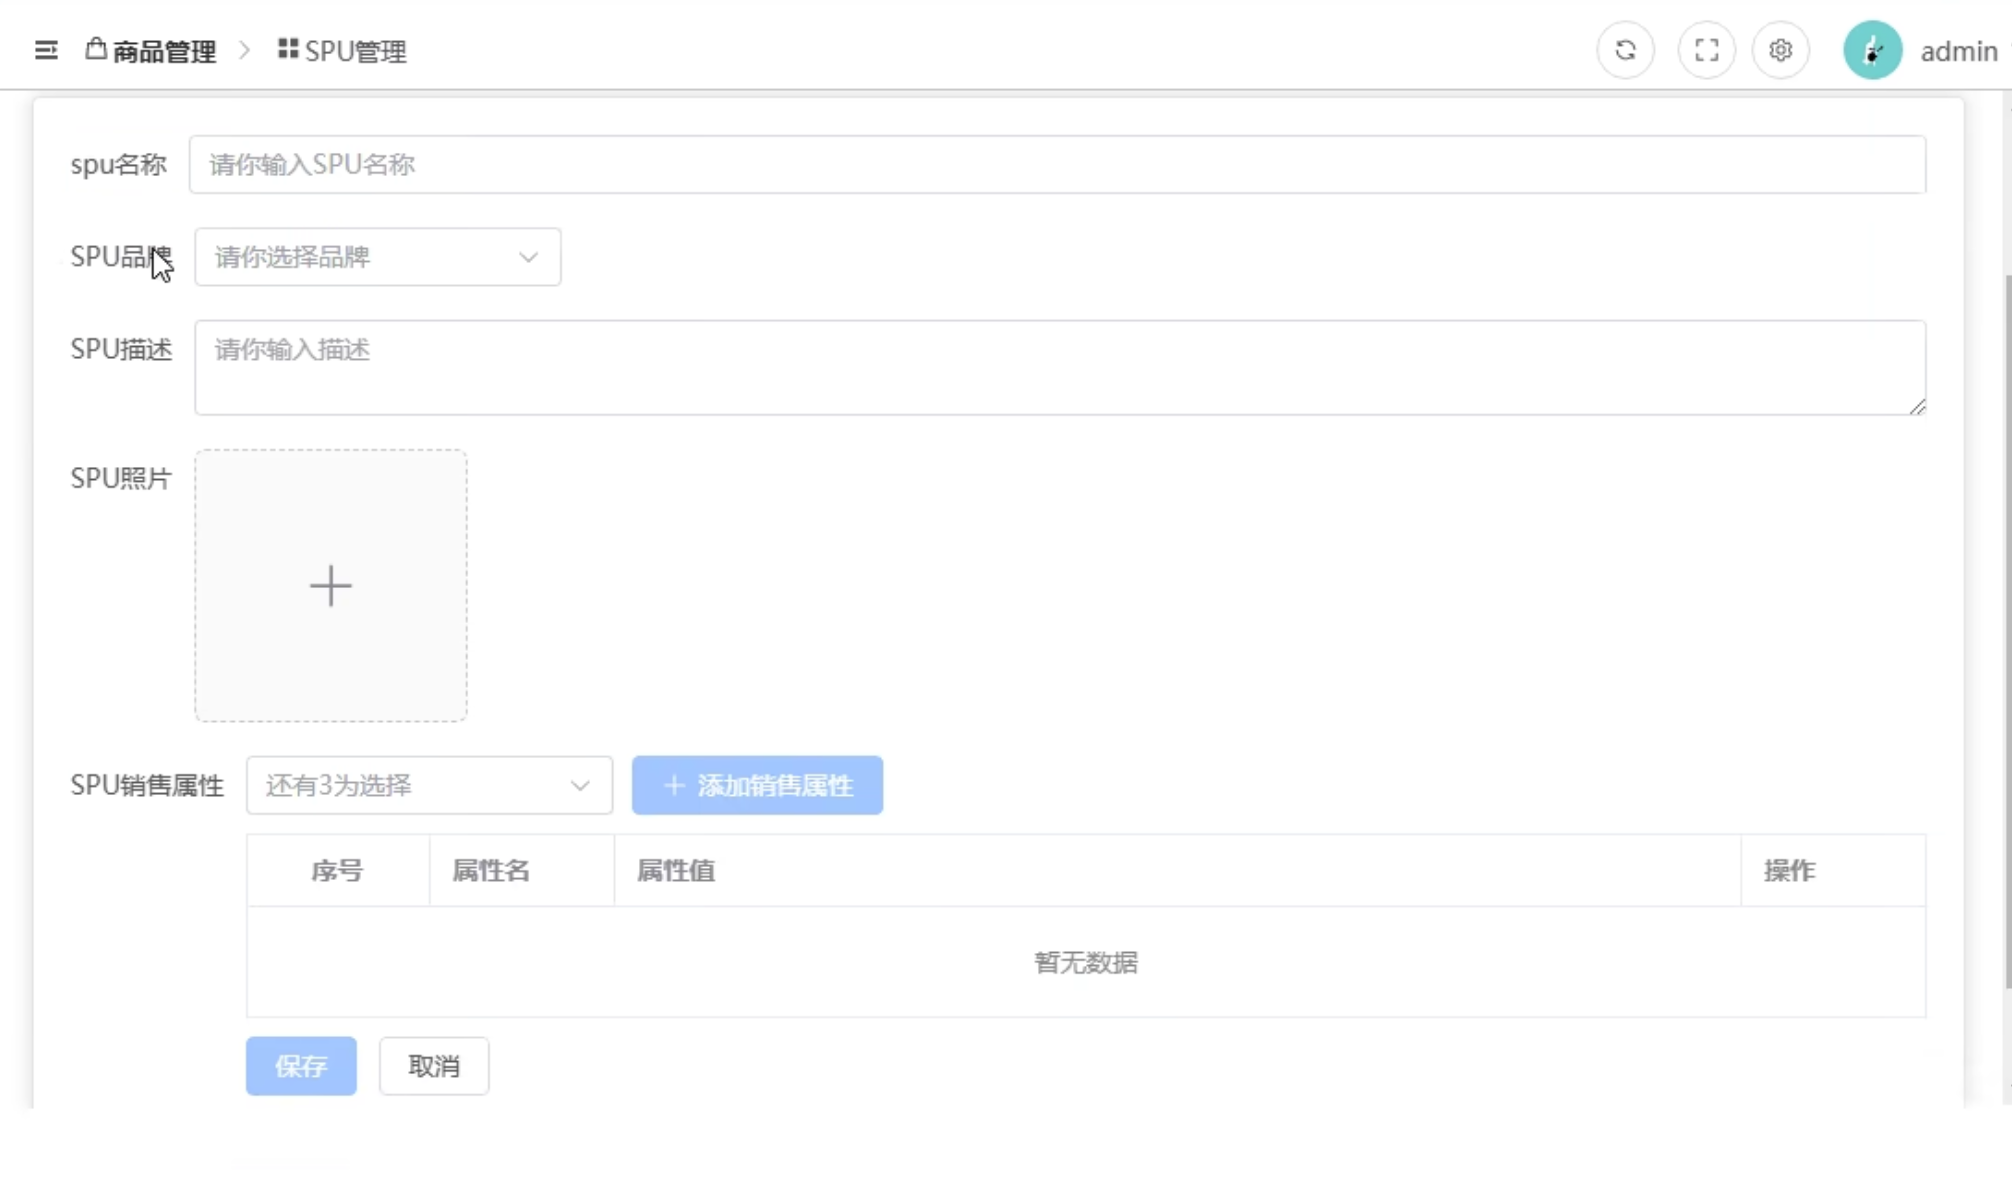 商品管理 SPU管理 admin
spu名称 请你输入SPU名称
SPU品牌 请你选择品牌
SPU描述 请你输入描述
SPU照片
SPU销售属性 还有3为选择 添加销售属性
序号 属性名 属性值 操作
暂无数据
保存 取消